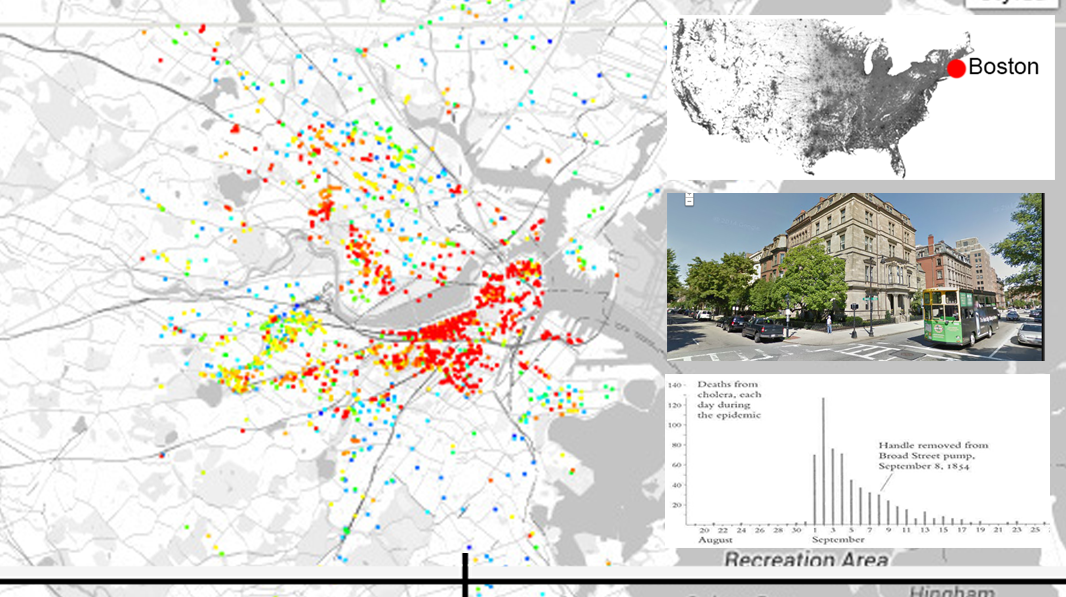 Boston
140
Deaths from
cholera, each
day during
the epidemic
120
100
80
Handle removed from
Broad Street pump,
September 8, 1854
60
40
20
20 22 24 26 28 30 1 3 5 7 9 11 13 15 17 19 21 23 25
August September
Recreation Area
Hingham